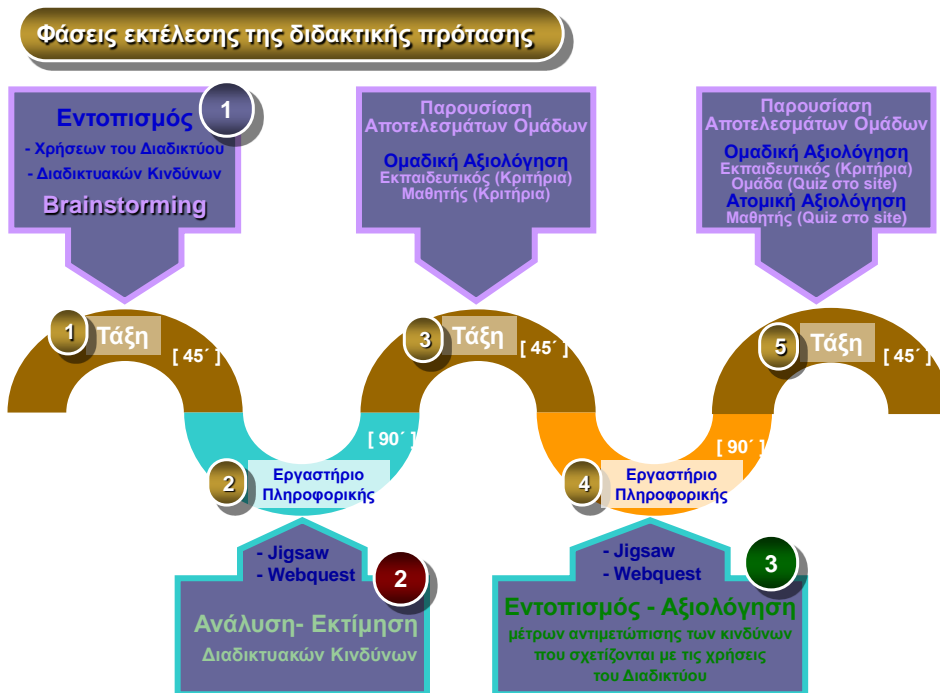 Φάσεις εκτέλεσης της διδακτικής πρότασης
1
Εντοπισμός
- Χρήσεων του Διαδικτύου
- Διαδικτυακών Κινδύνων
Brainstorming
Παρουσίαση
Αποτελεσμάτων Ομάδων
Ομαδική Αξιολόγηση
Εκπαιδευτικός (Κριτήρια)
Μαθητής (Κριτήρια)
Παρουσίαση
Αποτελεσμάτων Ομάδων
Ομαδική Αξιολόγηση
Εκπαιδευτικός (Κριτήρια)
Ομάδα (Quiz στο site)
Ατομική Αξιολόγηση
Μαθητής (Quiz στο site)
1 Τάξη
[ 45΄ ]
3 Τάξη
[ 45΄ ]
5 Τάξη
[ 45΄ ]
[ 90΄ ]
2
Εργαστήριο
Πληροφορικής
[ 90΄ ]
4
Εργαστήριο
Πληροφορικής
- Jigsaw
- Webquest
2
Ανάλυση- Εκτίμηση
Διαδικτυακών Κινδύνων
- Jigsaw
- Webquest
3
Εντοπισμός - Αξιολόγηση
μέτρων αντιμετώπισης των κινδύνων
που σχετίζονται με τις χρήσεις
του Διαδικτύου